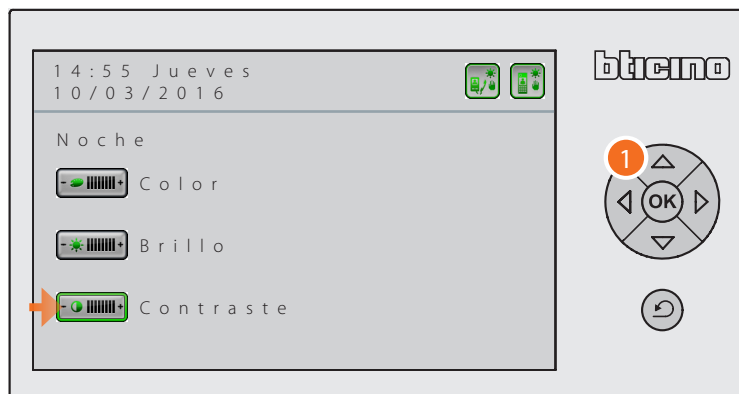 14:55 Jueves
10/03/2016
bticino
Noche
Color
Brillo
Contraste
1
OK